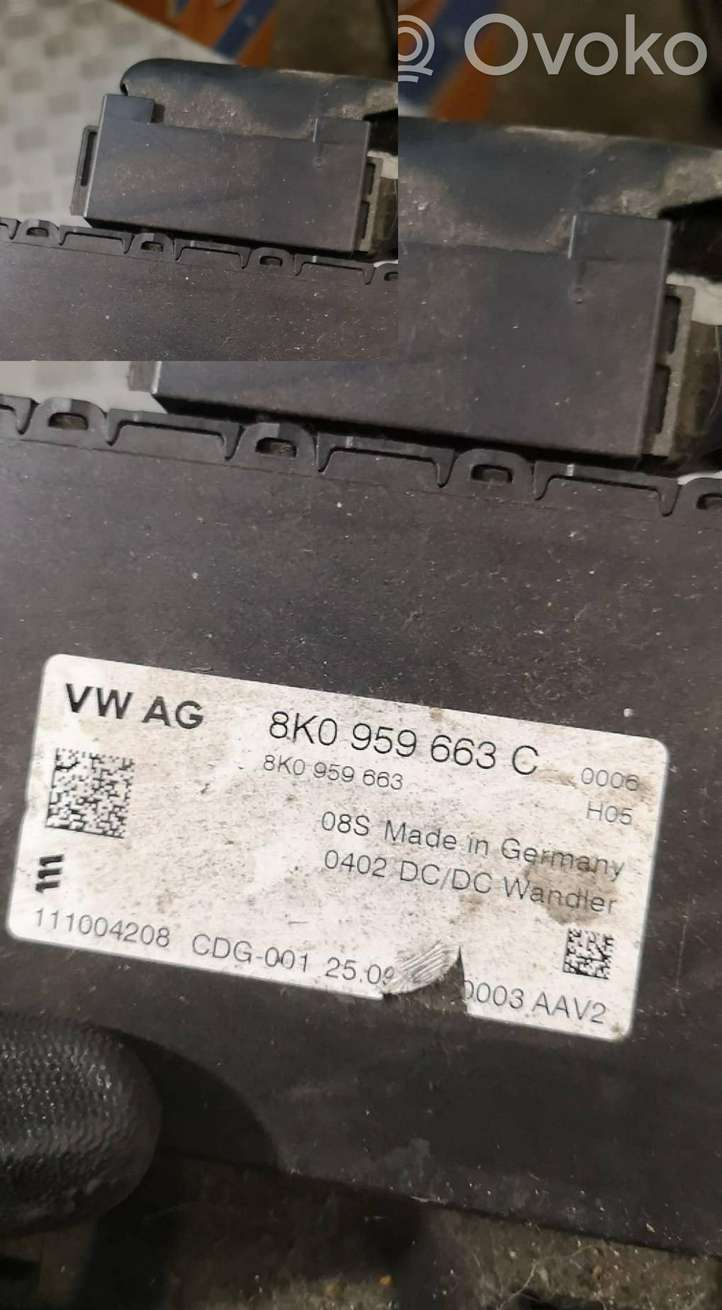 Ovoko
VW AG 8K0 959 663 C 0006
8K0 959 663 H05
08S Made in Germany
0402 DC/DC Wandler
111
111004208 CDG-001 25.0 0003 AAV2